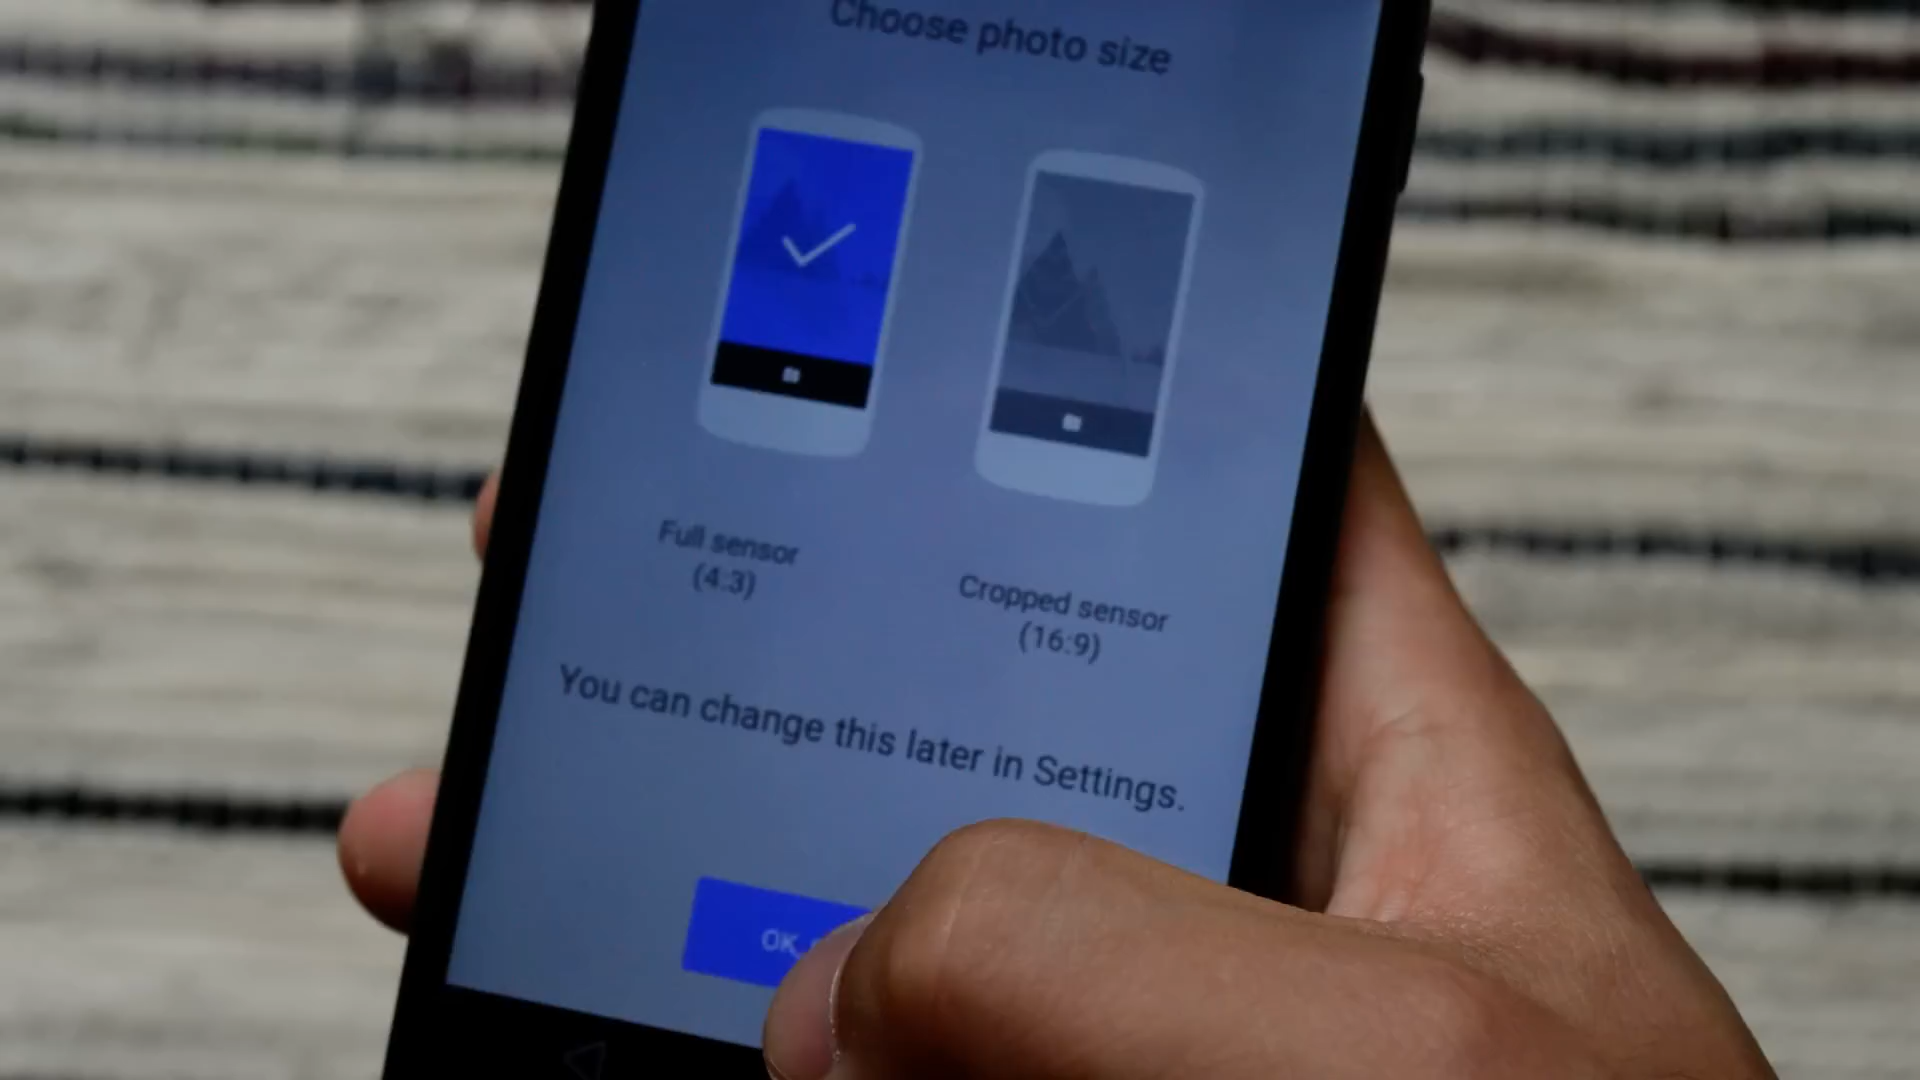 Choose photo size
Full sensor
(4:3)
Cropped sensor
(16:9)
You can change this later in Settings.
OK,